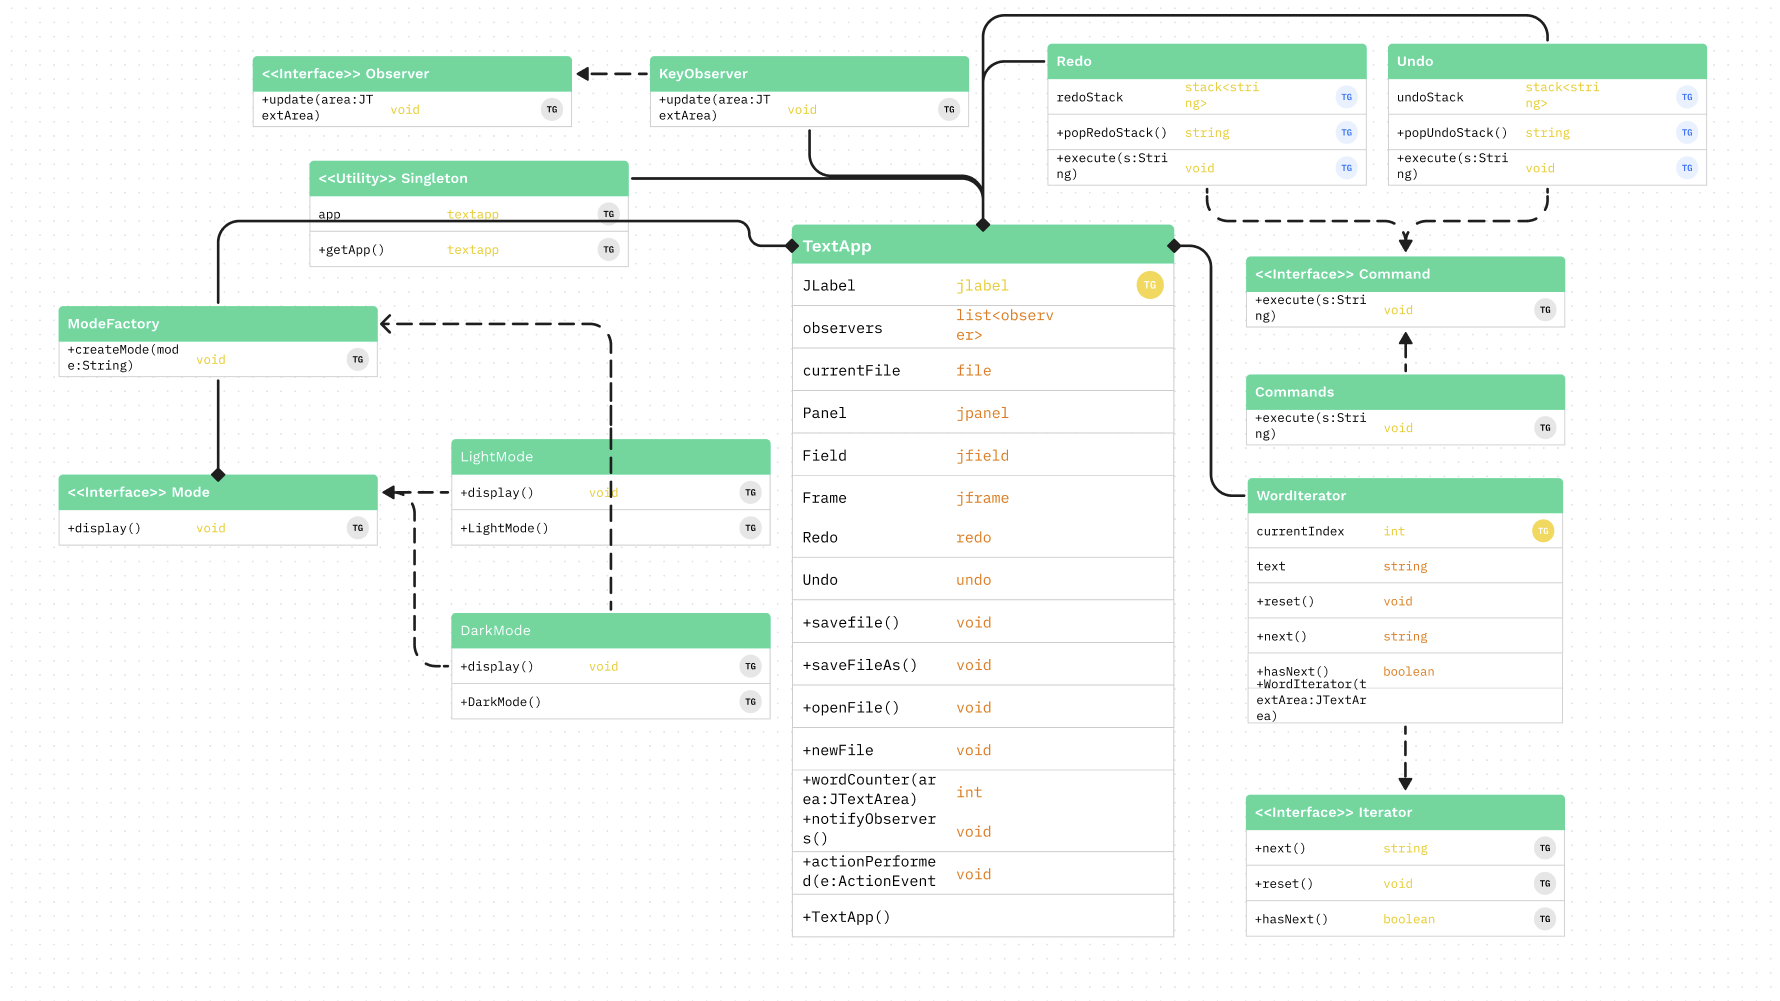 <<Interface>> Observer
+update(area:JT
extArea)
void
TG
KeyObserver
+update(area:JT
extArea)
void
TG
Redo
redoStack
stack<stri
ng>
TG
+popRedoStack()
string
TG
+execute(s:Stri
ng)
void
TG
Undo
undoStack
stack<stri
ng>
TG
+popUndoStack()
string
TG
+execute(s:Stri
ng)
void
TG
<<Utility>> Singleton
app
textapp
TG
+getApp()
textapp
TG
TextApp
JLabel
jlabel
TG
observers
list<observ
er>
currentFile
file
Panel
jpanel
Field
jfield
Frame
jframe
Redo
redo
Undo
undo
+savefile()
void
+saveFileAs()
void
+openFile()
void
+newFile
void
+wordCounter(ar
ea:JTextArea)
int
+notifyObserver
s()
void
+actionPerforme
d(e:ActionEvent
void
+TextApp()
<<Interface>> Command
+execute(s:Stri
ng)
void
TG
ModeFactory
+createMode(mod
e:String)
void
TG
Commands
+execute(s:Stri
ng)
void
TG
LightMode
+display()
void
TG
+LightMode()
TG
<<Interface>> Mode
+display()
void
TG
WordIterator
currentIndex
int
TG
text
string
+reset()
void
+next()
string
+hasNext()
boolean
+WordIterator(t
extArea:JTextAr
ea)
DarkMode
+display()
void
TG
+DarkMode()
TG
<<Interface>> Iterator
+next()
string
TG
+reset()
void
TG
+hasNext()
boolean
TG